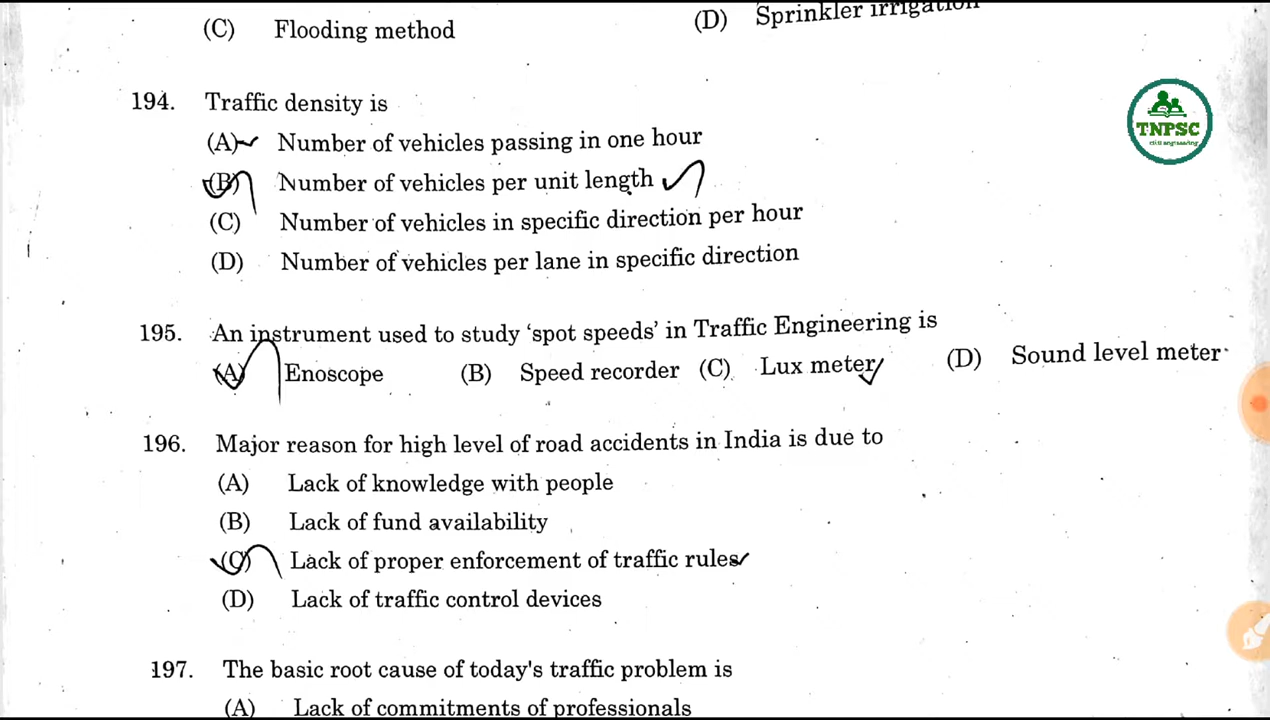 (C) Flooding method (D) Sprinkler irrigation
TNPSC
civil engineering
194. Traffic density is
(A) Number of vehicles passing in one hour
(B) Number of vehicles per unit length
(C) Number of vehicles in specific direction per hour
(D) Number of vehicles per lane in specific direction
195. An instrument used to study ‘spot speeds’ in Traffic Engineering is
(A) Enoscope (B) Speed recorder (C) Lux meter (D) Sound level meter
196. Major reason for high level of road accidents in India is due to
(A) Lack of knowledge with people
(B) Lack of fund availability
(C) Lack of proper enforcement of traffic rules
(D) Lack of traffic control devices
197. The basic root cause of today's traffic problem is
(A) Lack of commitments of professionals